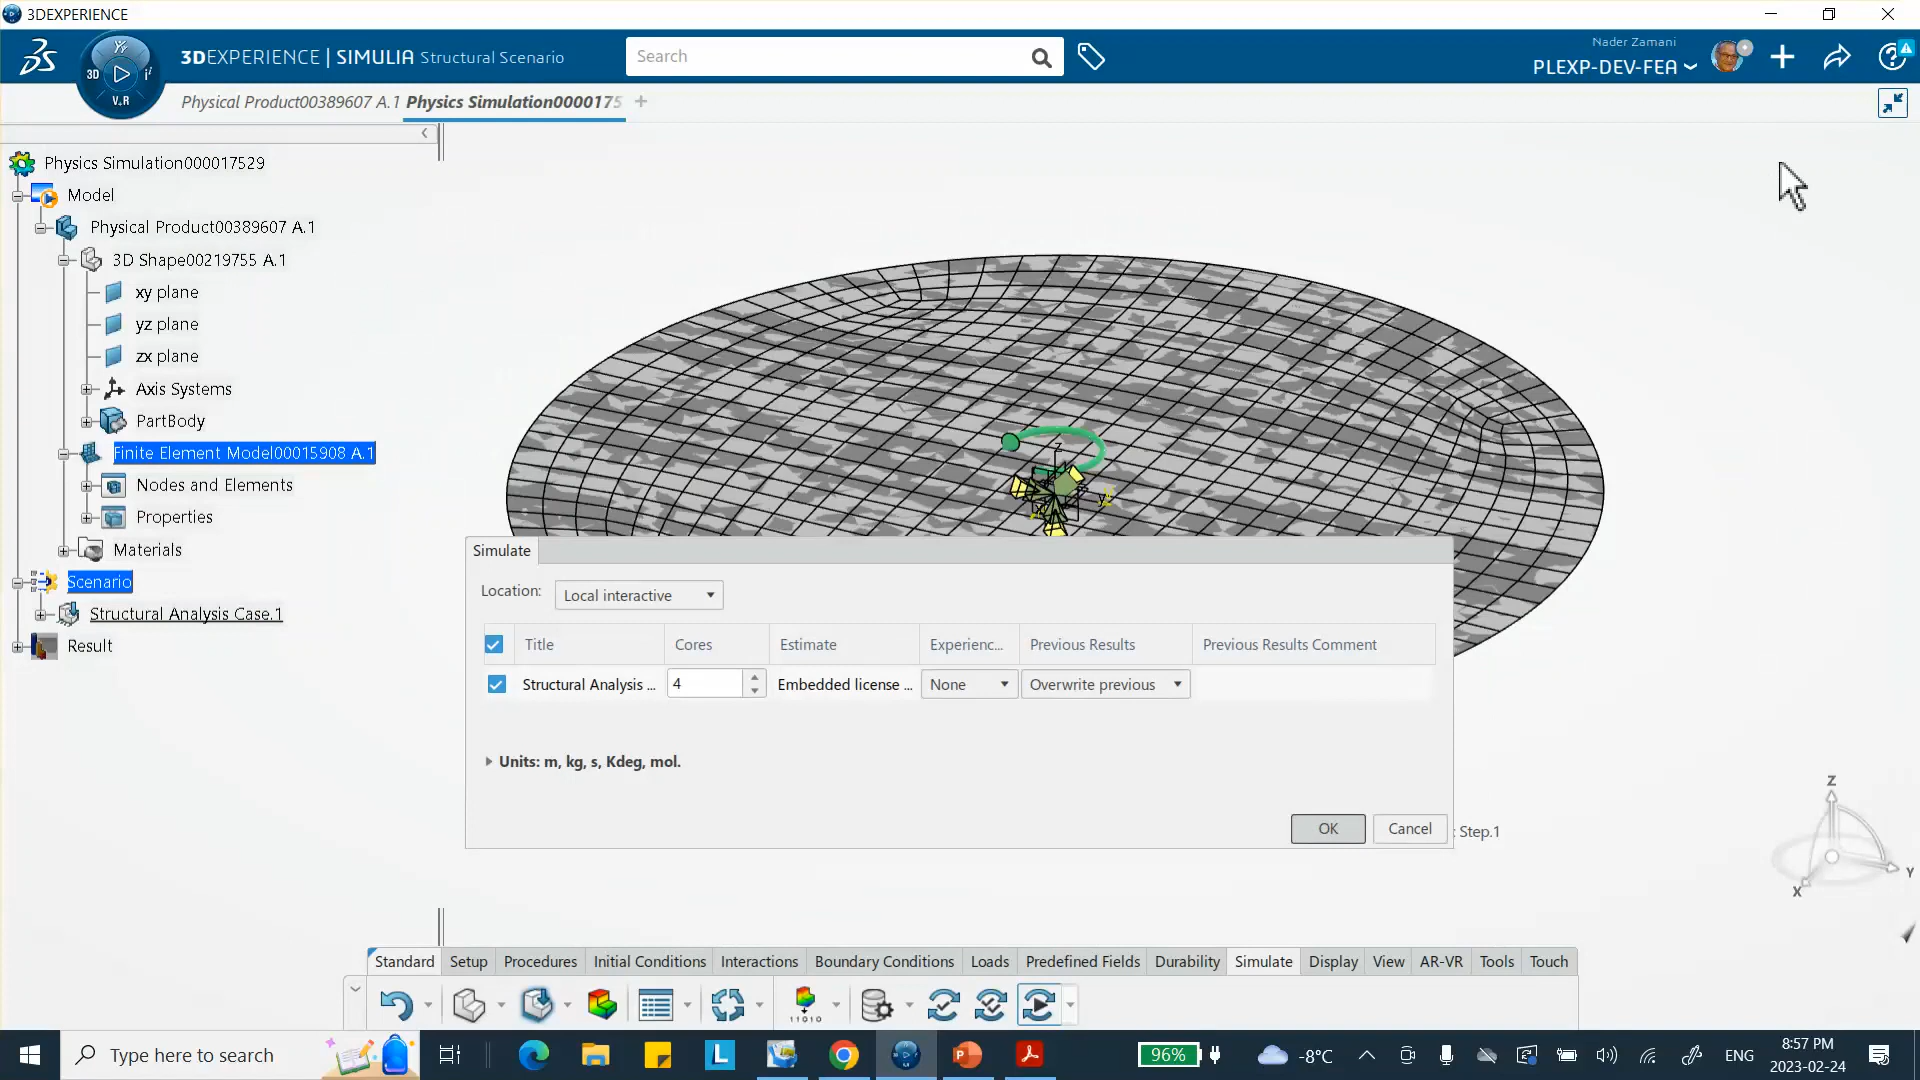 3DEXPERIENCE
3DEXPERIENCE | SIMULIA Structural Scenario
Search
Nader Zamani
PLEXP-DEV-FEA
3D
V.R
Physical Product00389607 A.1
Physics Simulation0000175
Physics Simulation000017529
Model
Physical Product00389607 A.1
3D Shape00219755 A.1
xy plane
yz plane
zx plane
Axis Systems
PartBody
Finite Element Model00015908 A.1
Nodes and Elements
Properties
Materials
Scenario
Structural Analysis Case.1
Result
z
y
Simulate
Location:
Local interactive
Title
Cores
Estimate
Experienc...
Previous Results
Previous Results Comment
Structural Analysis ...
4
Embedded license ...
None
Overwrite previous
Units: m, kg, s, Kdeg, mol.
OK
Cancel
: Step.1
Z
Y
X
Standard
Setup
Procedures
Initial Conditions
Interactions
Boundary Conditions
Loads
Predefined Fields
Durability
Simulate
Display
View
AR-VR
Tools
Touch
11010
Type here to search
96%
-8°C
ENG
8:57 PM
2023-02-24